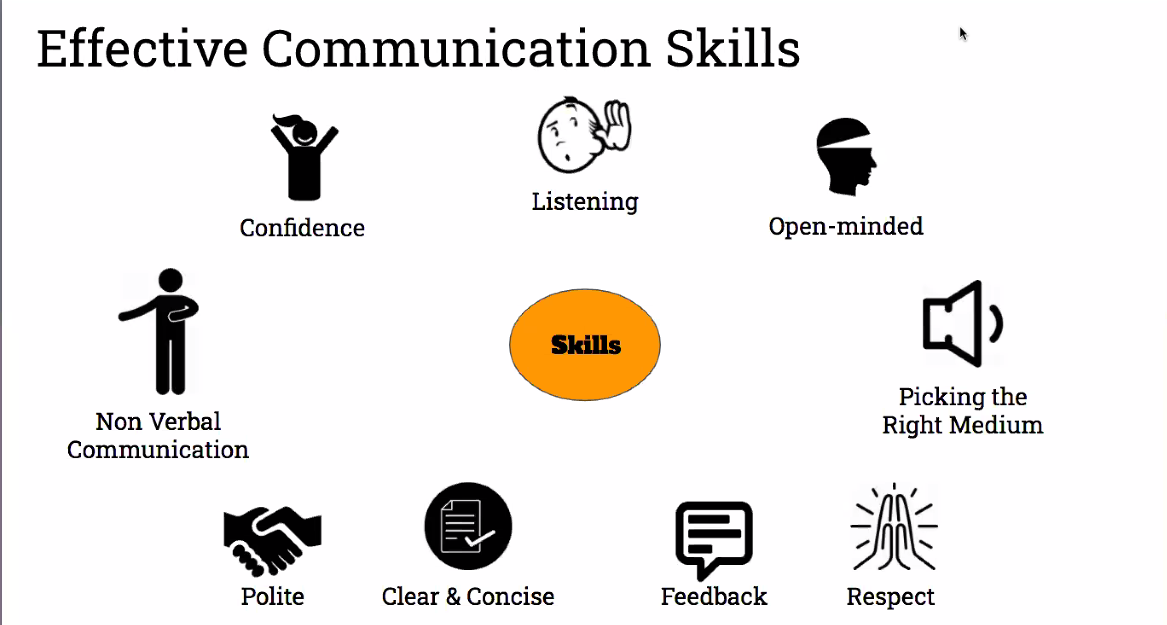 Effective Communication Skills
Listening
Confidence
Open-minded
Skills
Picking the
Right Medium
Non Verbal
Communication
Polite
Clear & Concise
Feedback
Respect